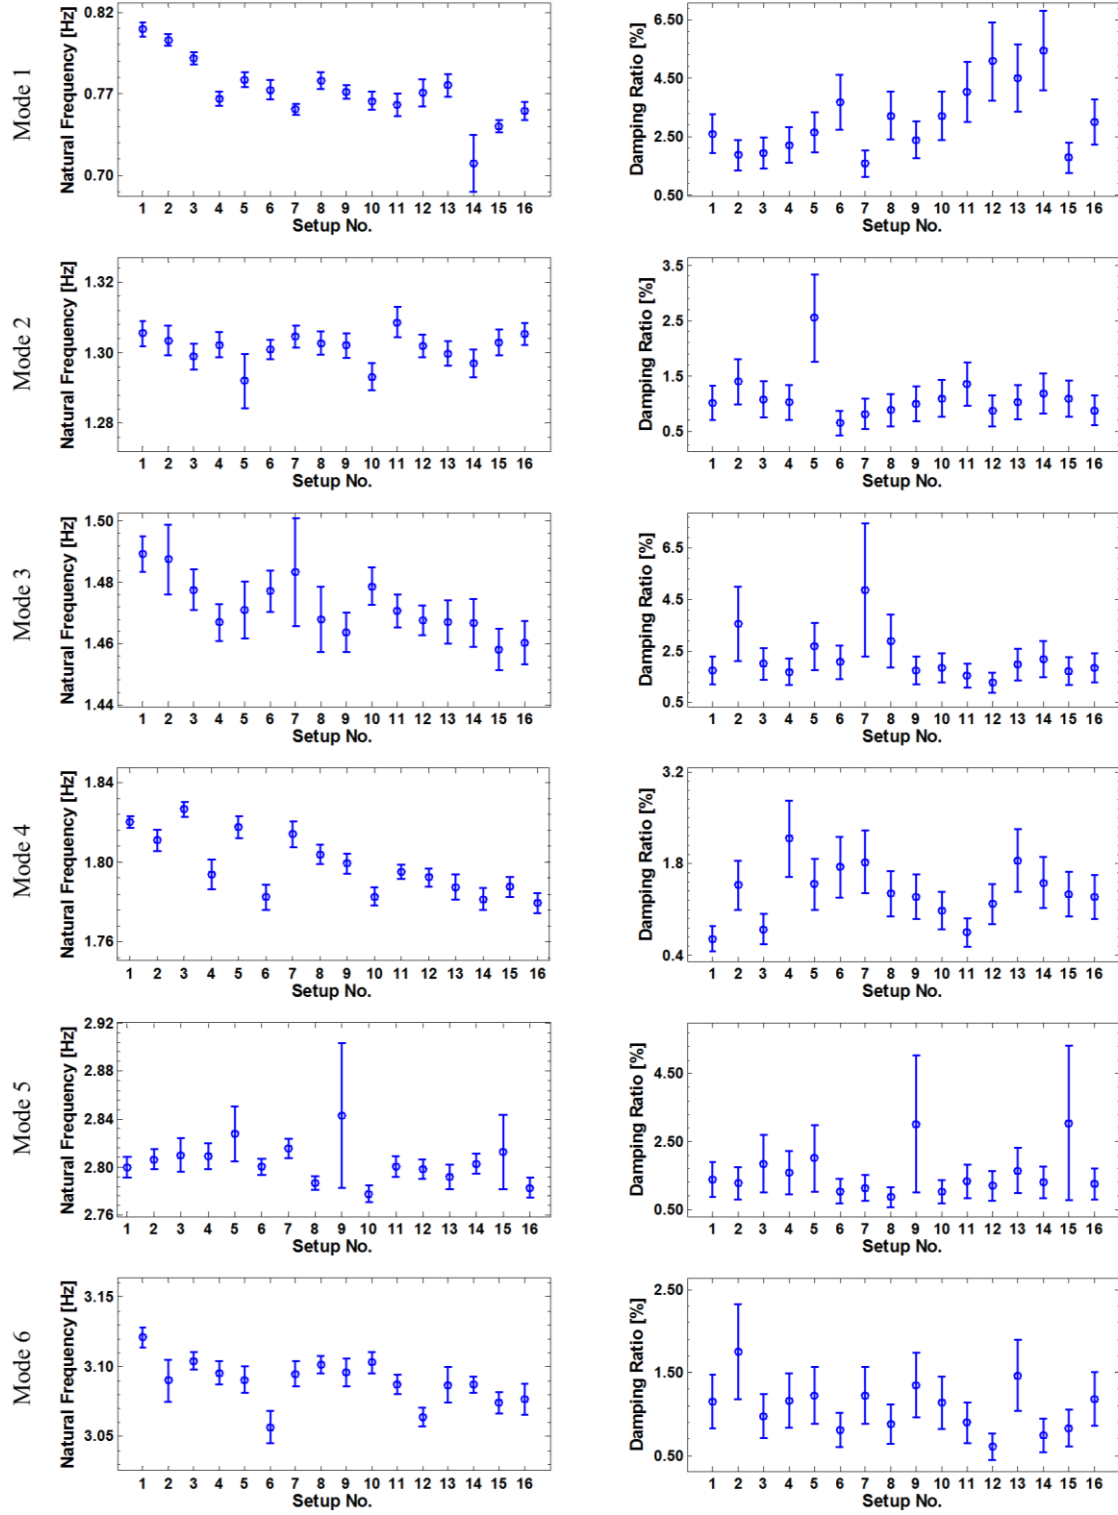 Mode 1
Natural Frequency [Hz]
0.82
0.77
0.70
1 2 3 4 5 6 7 8 9 10 11 12 13 14 15 16
Setup No.
Damping Ratio [%]
6.50
4.50
2.50
0.50
1 2 3 4 5 6 7 8 9 10 11 12 13 14 15 16
Setup No.
Mode 2
Natural Frequency [Hz]
1.32
1.30
1.28
1 2 3 4 5 6 7 8 9 10 11 12 13 14 15 16
Setup No.
Damping Ratio [%]
3.5
2.5
1.5
0.5
1 2 3 4 5 6 7 8 9 10 11 12 13 14 15 16
Setup No.
Mode 3
Natural Frequency [Hz]
1.50
1.48
1.46
1.44
1 2 3 4 5 6 7 8 9 10 11 12 13 14 15 16
Setup No.
Damping Ratio [%]
6.5
4.5
2.5
0.5
1 2 3 4 5 6 7 8 9 10 11 12 13 14 15 16
Setup No.
Mode 4
Natural Frequency [Hz]
1.84
1.80
1.76
1 2 3 4 5 6 7 8 9 10 11 12 13 14 15 16
Setup No.
Damping Ratio [%]
3.2
1.8
0.4
1 2 3 4 5 6 7 8 9 10 11 12 13 14 15 16
Setup No.
Mode 5
Natural Frequency [Hz]
2.92
2.88
2.84
2.80
2.76
1 2 3 4 5 6 7 8 9 10 11 12 13 14 15 16
Setup No.
Damping Ratio [%]
4.50
2.50
0.50
1 2 3 4 5 6 7 8 9 10 11 12 13 14 15 16
Setup No.
Mode 6
Natural Frequency [Hz]
3.15
3.10
3.05
1 2 3 4 5 6 7 8 9 10 11 12 13 14 15 16
Setup No.
Damping Ratio [%]
2.50
1.50
0.50
1 2 3 4 5 6 7 8 9 10 11 12 13 14 15 16
Setup No.